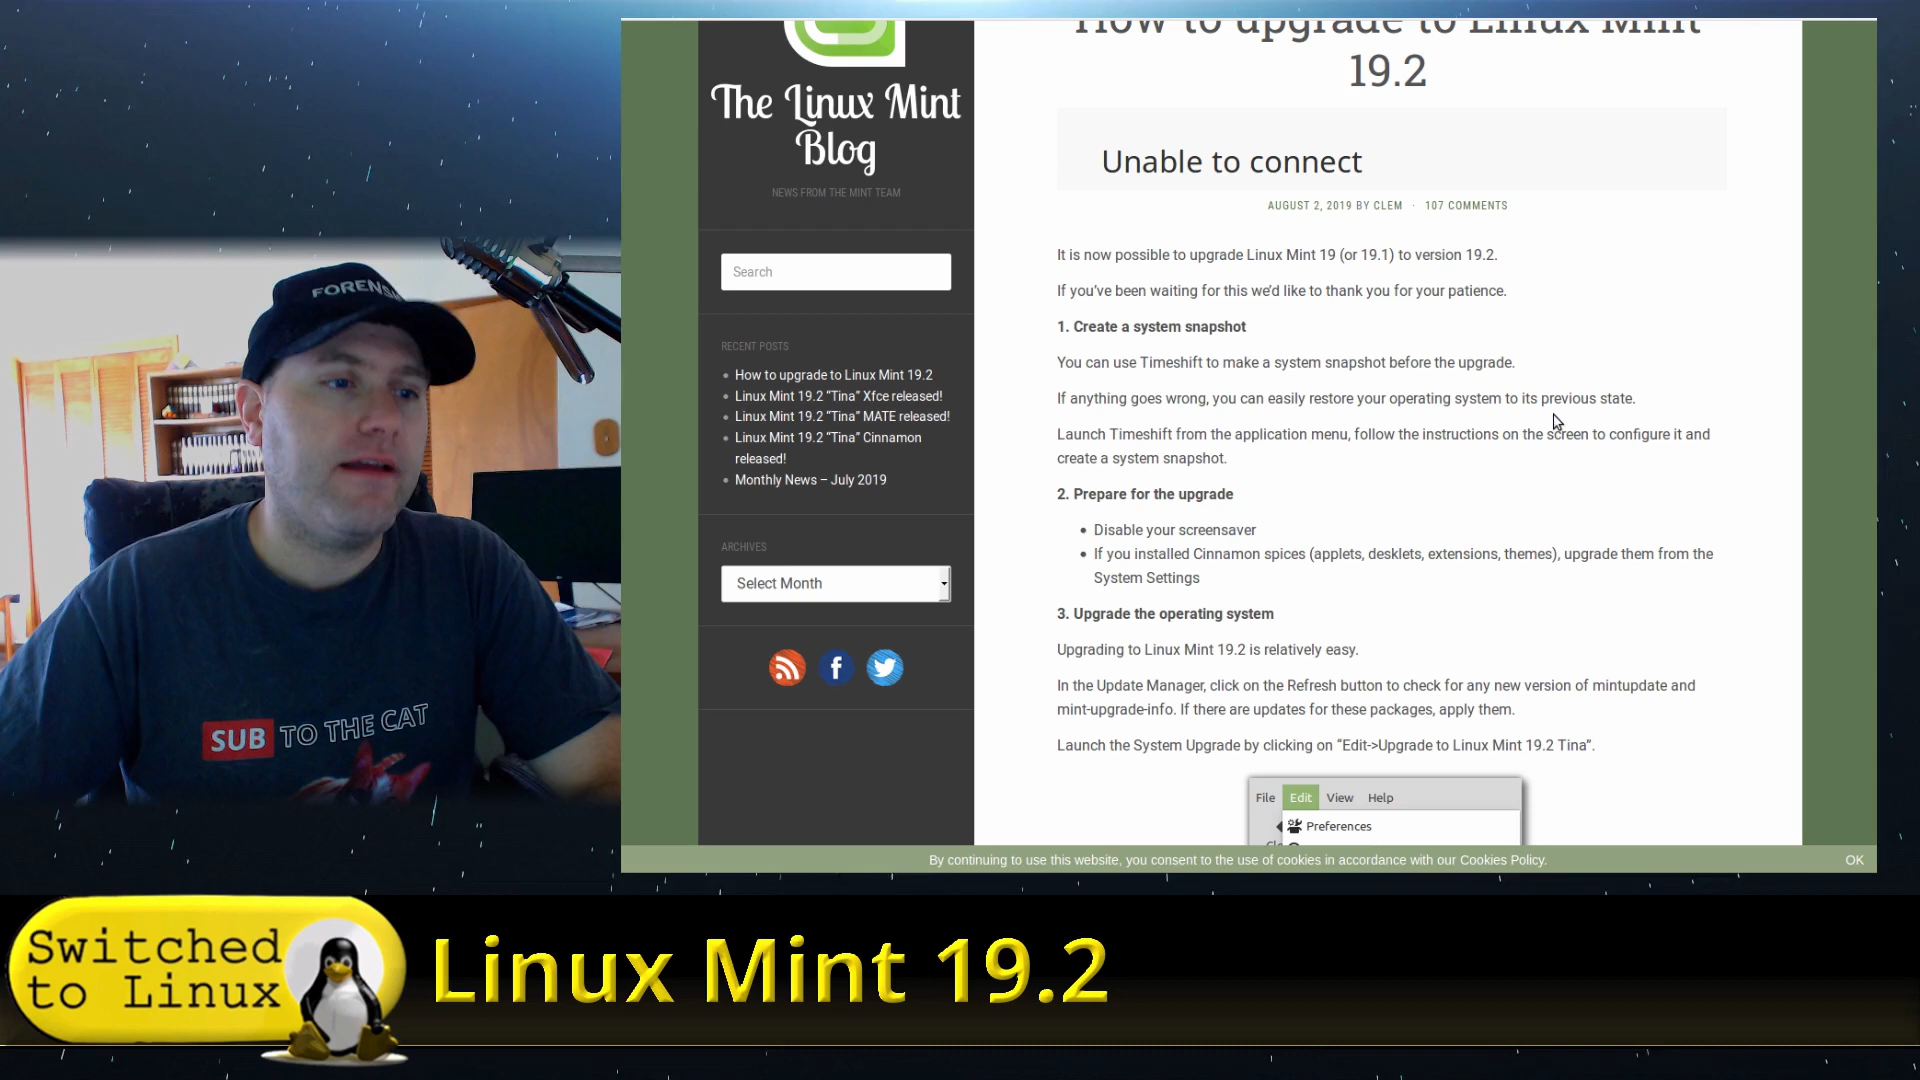 How to upgrade to Linux Mint
19.2
The Linux Mint
Blog
NEWS FROM THE MINT TEAM
Search
RECENT POSTS
How to upgrade to Linux Mint 19.2
Linux Mint 19.2 “Tina” Xfce released!
Linux Mint 19.2 “Tina” MATE released!
Linux Mint 19.2 “Tina” Cinnamon
released!
Monthly News – July 2019
ARCHIVES
Select Month
Unable to connect
AUGUST 2, 2019 BY CLEM · 107 COMMENTS
It is now possible to upgrade Linux Mint 19 (or 19.1) to version 19.2.
If you’ve been waiting for this we’d like to thank you for your patience.
1. Create a system snapshot
You can use Timeshift to make a system snapshot before the upgrade.
If anything goes wrong, you can easily restore your operating system to its previous state.
Launch Timeshift from the application menu, follow the instructions on the screen to configure it and
create a system snapshot.
2. Prepare for the upgrade
Disable your screensaver
If you installed Cinnamon spices (applets, desklets, extensions, themes), upgrade them from the
System Settings
3. Upgrade the operating system
Upgrading to Linux Mint 19.2 is relatively easy.
In the Update Manager, click on the Refresh button to check for any new version of mintupdate and
mint-upgrade-info. If there are updates for these packages, apply them.
Launch the System Upgrade by clicking on “Edit->Upgrade to Linux Mint 19.2 Tina”.
File Edit View Help
Preferences
By continuing to use this website, you consent to the use of cookies in accordance with our Cookies Policy. OK
SUB TO THE CAT
Switched
to Linux
Linux Mint 19.2